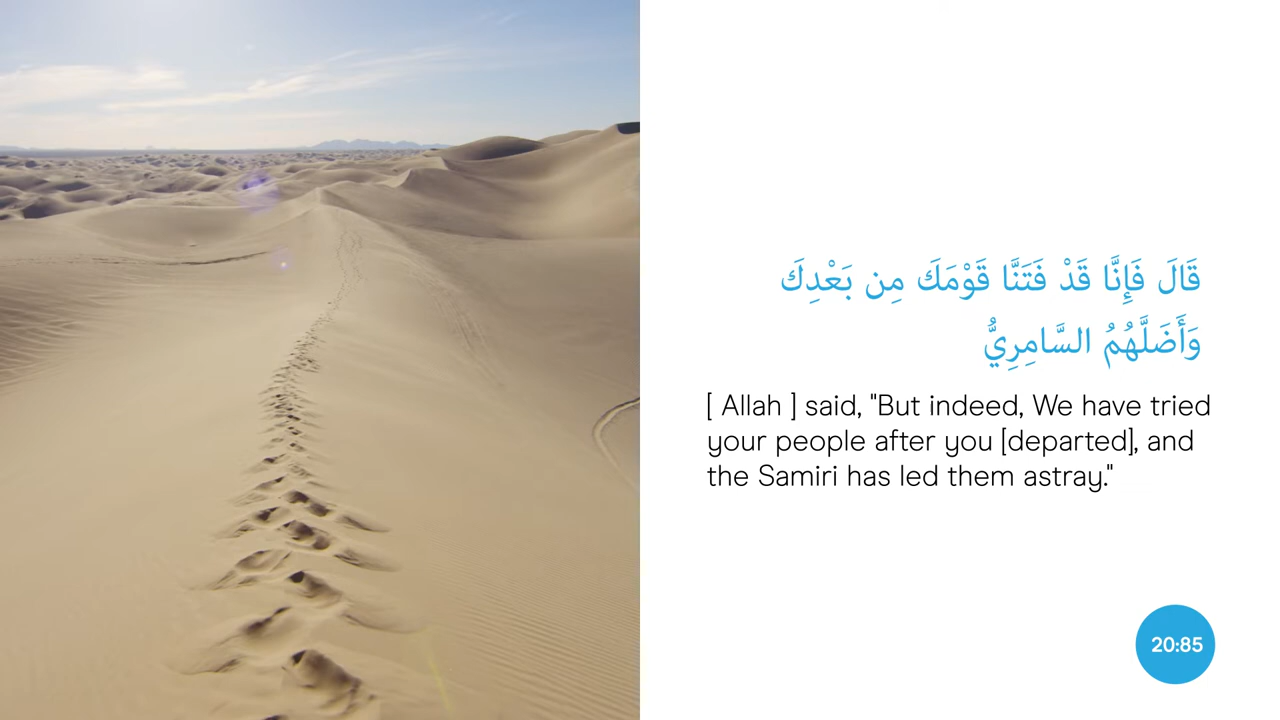 قَالَ فَإِنَّا قَدْ فَتَنَّا قَوْمَكَ مِن بَعْدِكَ
وَأَضَلَّهُمُ السَّامِرِيُّ
[ Allah ] said, "But indeed, We have tried
your people after you [departed], and
the Samiri has led them astray."
20:85